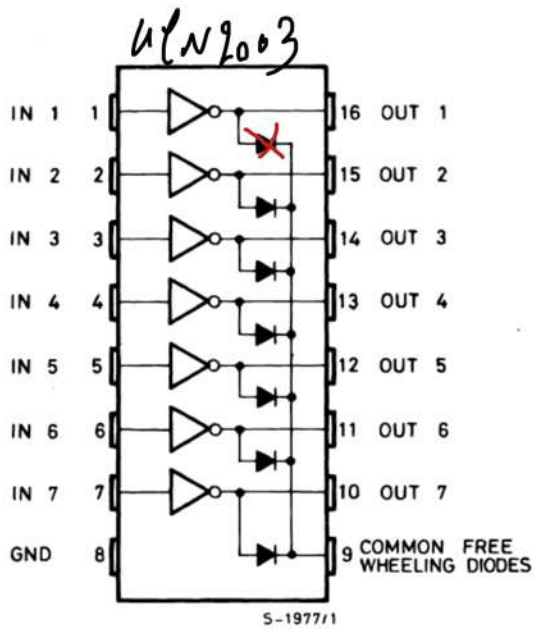 ULN2003
IN 1 1 16 OUT 1
IN 2 2 15 OUT 2
IN 3 3 14 OUT 3
IN 4 4 13 OUT 4
IN 5 5 12 OUT 5
IN 6 6 11 OUT 6
IN 7 7 10 OUT 7
GND 8 9 COMMON FREE
WHEELING DIODES
S-1977/1